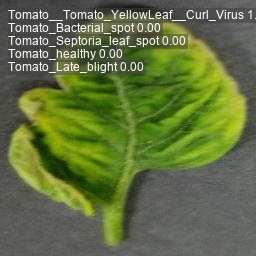 Tomato__Tomato_YellowLeaf__Curl_Virus 1.
Tomato_Bacterial_spot 0.00
Tomato_Septoria_leaf_spot 0.00
Tomato_healthy 0.00
Tomato_Late_blight 0.00